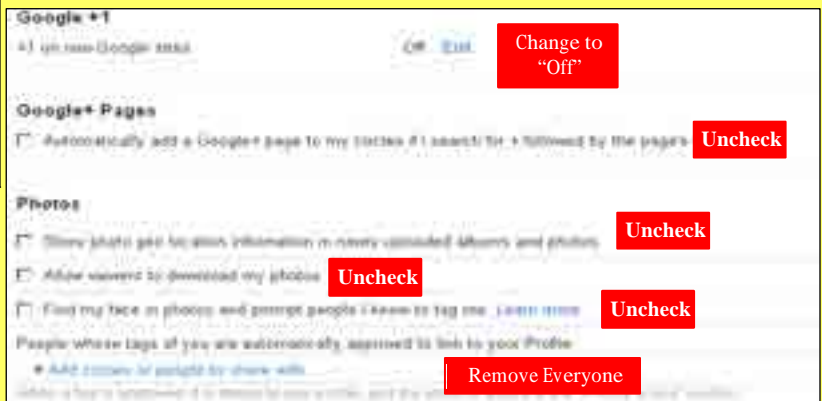 Google +1
+1 on non-Google sites Off Edit
Change to
“Off”
Google+ Pages
Automatically add a Google+ page to my circles if I search for + followed by the page's
Uncheck
Photos
Show photo geo location information in newly uploaded albums and photos.
Uncheck
Allow viewers to download my photos
Uncheck
Find my face in photos and prompt people I know to tag me. Learn more
Uncheck
People whose tags of you are automatically approved to link to your Profile:
Add circles or people to share with
Remove Everyone